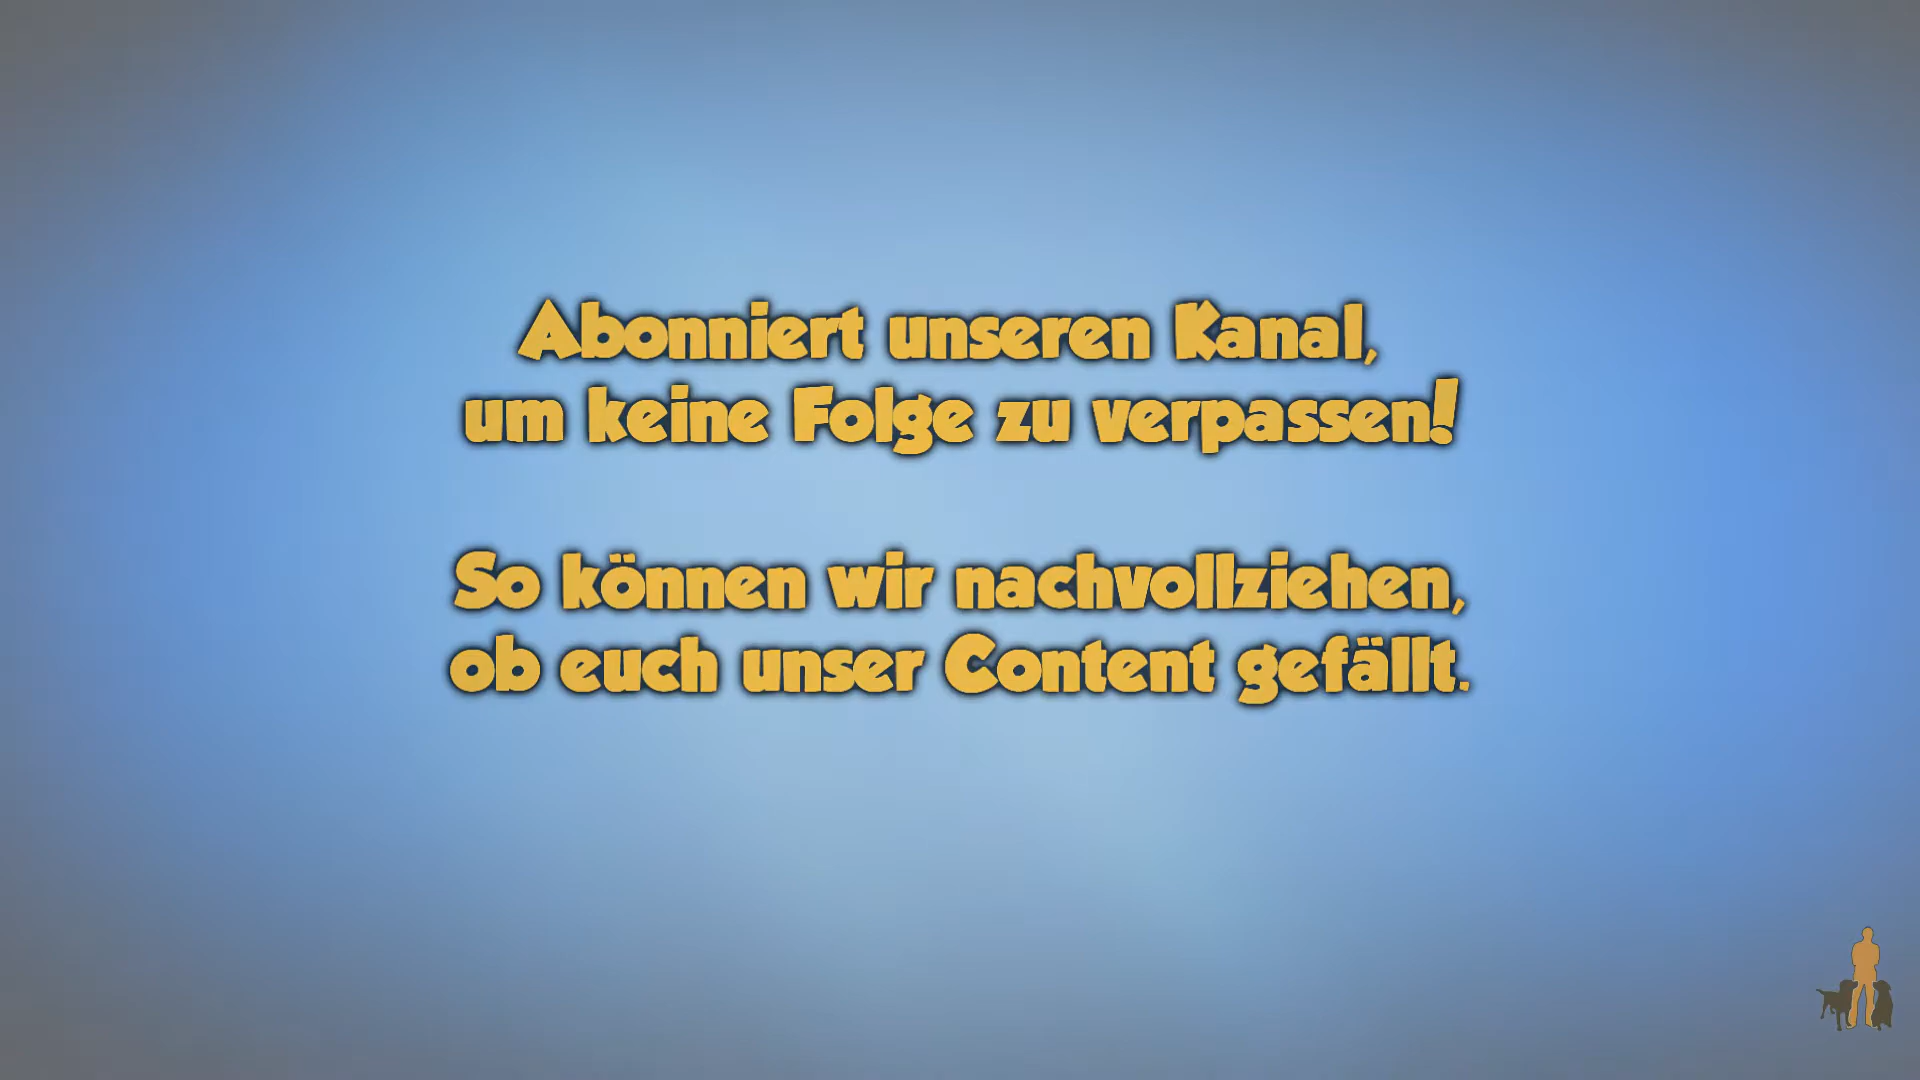 Abonniert unseren Kanal,
um keine Folge zu verpassen!
So können wir nachvollziehen,
ob euch unser Content gefällt.